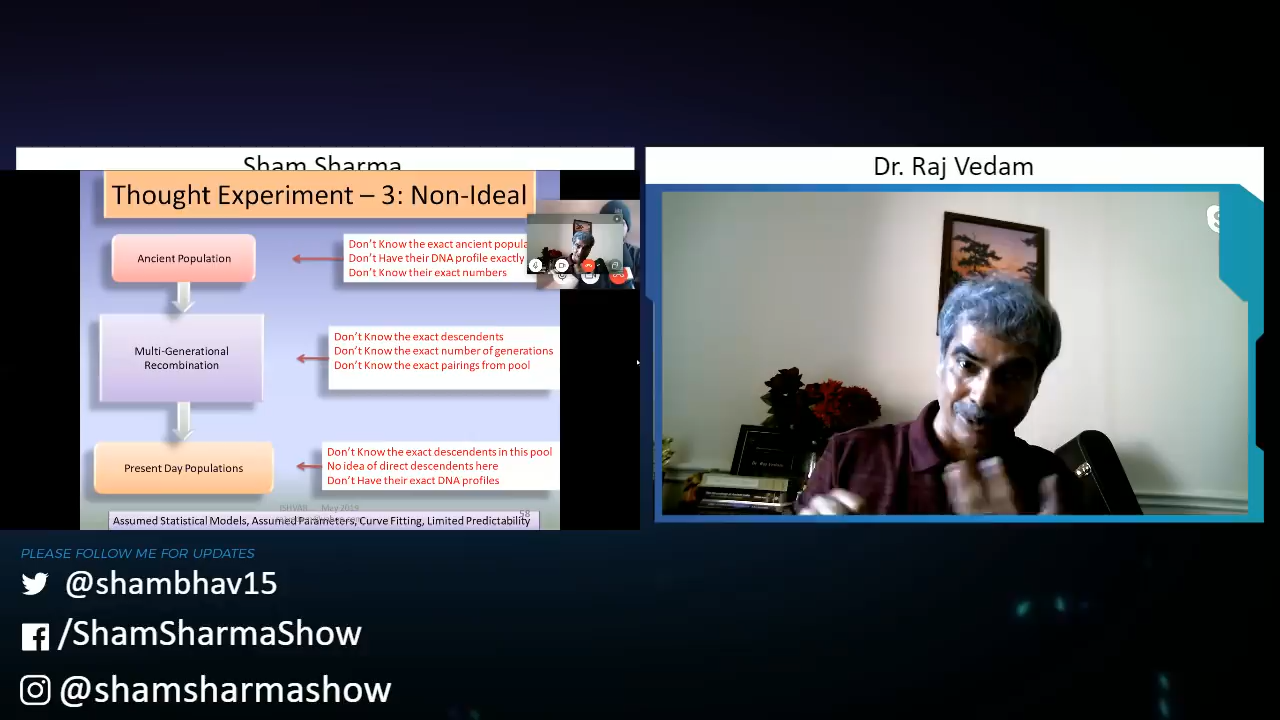 Sham Sharma
Dr. Raj Vedam
Thought Experiment – 3: Non-Ideal
Ancient Population
Don't Know the exact ancient popula
Don't Have their DNA profile exactly
Don't Know their exact numbers
Multi-Generational
Recombination
Don't Know the exact descendents
Don't Know the exact number of generations
Don't Know the exact pairings from pool
Present Day Populations
Don't Know the exact descendents in this pool
No idea of direct descendents here
Don't Have their exact DNA profiles
May 2019
58
Assumed Statistical Models, Assumed Parameters, Curve Fitting, Limited Predictability
PLEASE FOLLOW ME FOR UPDATES
@shambhav15
/ShamSharmaShow
@shamsharmashow